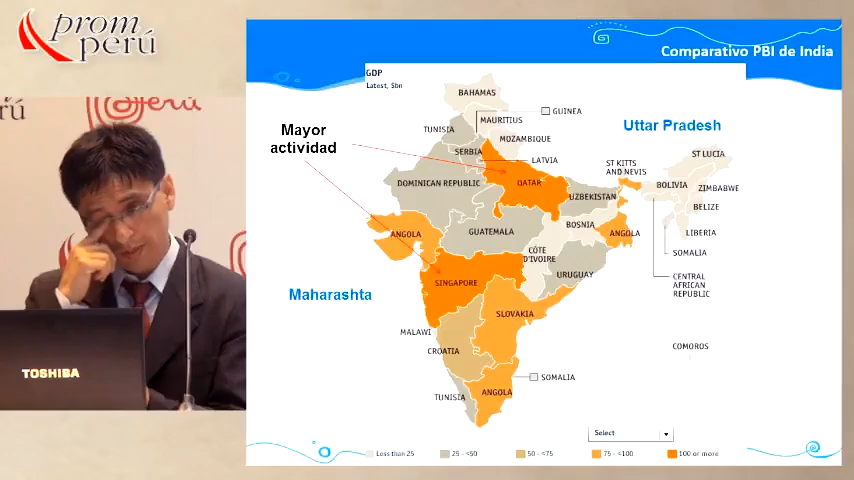 prom
perú
rú
Perú
TOSHIBA
Comparativo PBI de India
GDP
Latest, $bn
BAHAMAS
GUINEA
MAURITIUS
TUNISIA
MOZAMBIQUE
Mayor
actividad
Uttar Pradesh
SERBIA
LATVIA
ST LUCIA
ST KITTS
AND NEVIS
DOMINICAN REPUBLIC
QATAR
UZBEKISTAN
BOLIVIA
ZIMBABWE
BELIZE
ANGOLA
GUATEMALA
BOSNIA
ANGOLA
LIBERIA
CÔTE
D'IVOIRE
SOMALIA
URUGUAY
SINGAPORE
CENTRAL
AFRICAN
REPUBLIC
Maharashta
SLOVAKIA
MALAWI
CROATIA
COMOROS
SOMALIA
TUNISIA
ANGOLA
Select
Less than 25
25 - <50
50 - <75
75 - <100
100 or more